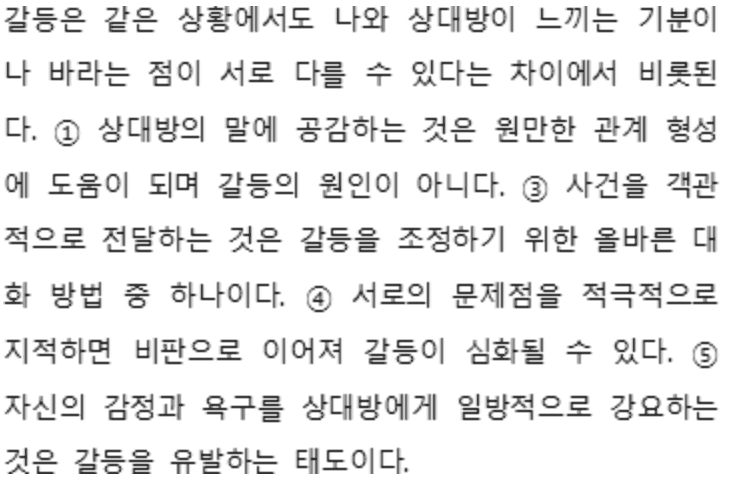 갈등은 같은 상황에서도 나와 상대방이 느끼는 기분이
나 바라는 점이 서로 다를 수 있다는 차이에서 비롯된
다. ① 상대방의 말에 공감하는 것은 원만한 관계 형성
에 도움이 되며 갈등의 원인이 아니다. ③ 사건을 객관
적으로 전달하는 것은 갈등을 조정하기 위한 올바른 대
화 방법 중 하나이다. ④ 서로의 문제점을 적극적으로
지적하면 비판으로 이어져 갈등이 심화될 수 있다. ⑤
자신의 감정과 욕구를 상대방에게 일방적으로 강요하는
것은 갈등을 유발하는 태도이다.